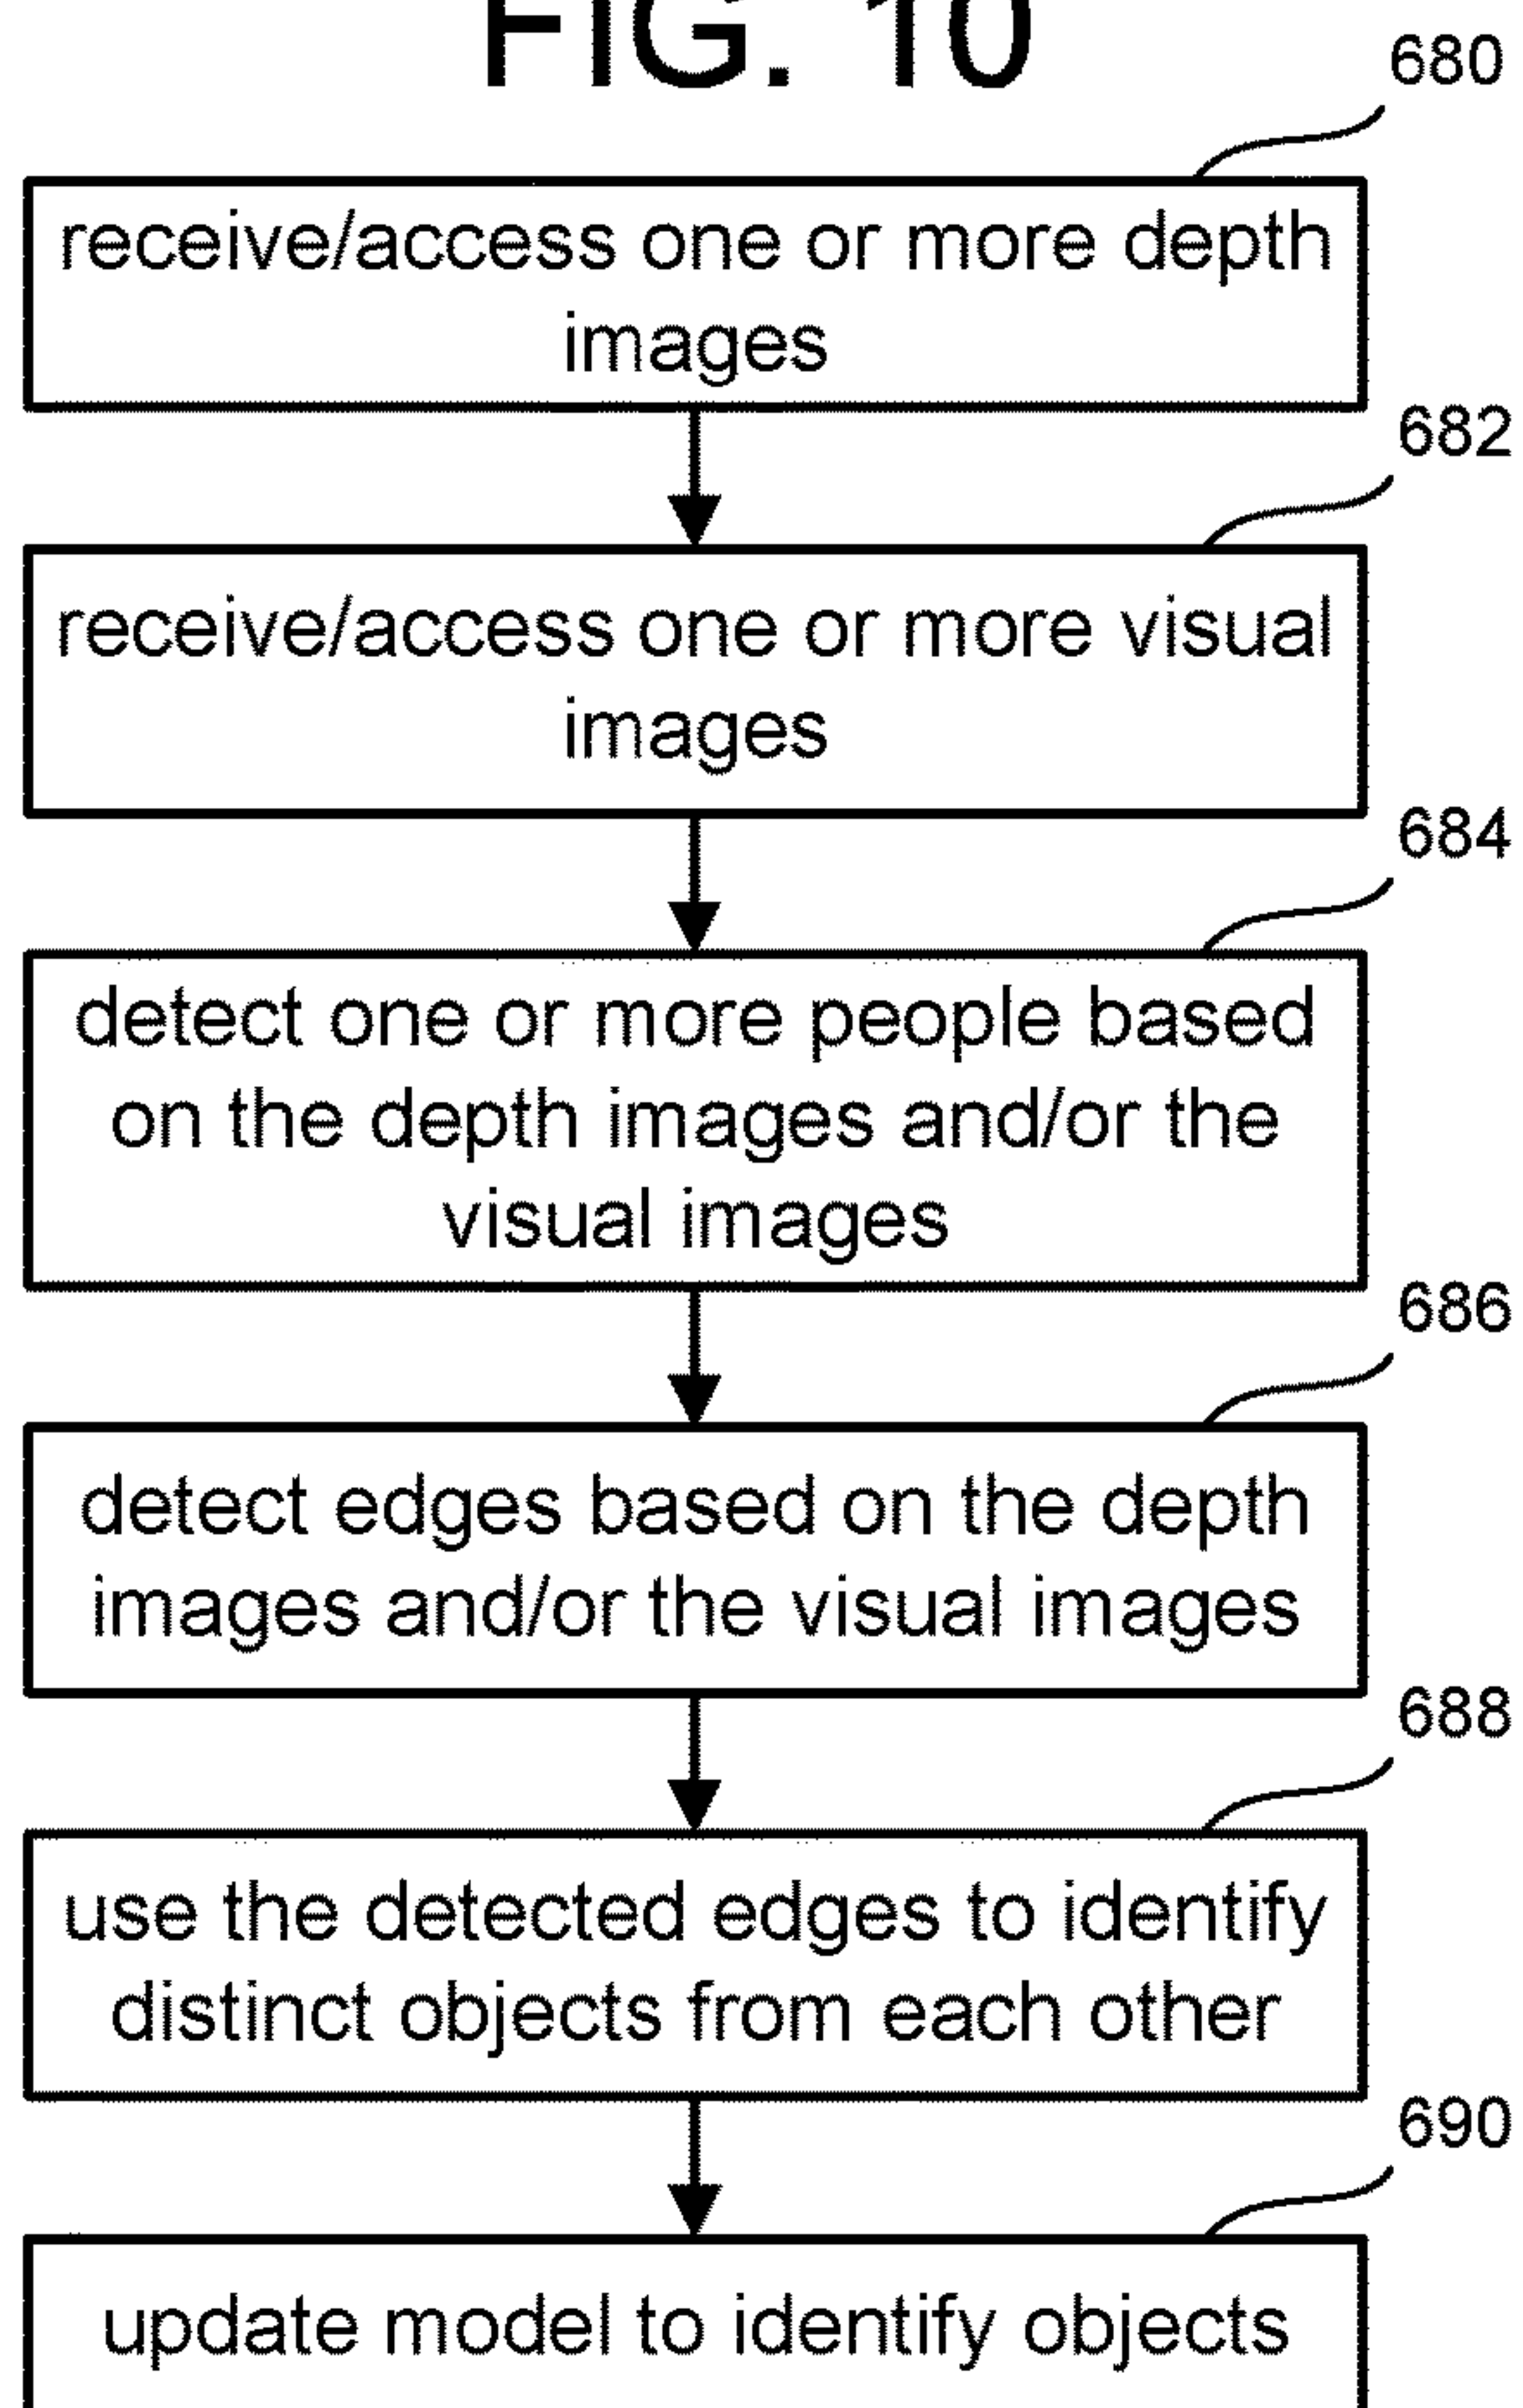 FIG. 10
680
receive/access one or more depth
images
682
receive/access one or more visual
images
684
detect one or more people based
on the depth images and/or the
visual images
686
detect edges based on the depth
images and/or the visual images
688
use the detected edges to identify
distinct objects from each other
690
update model to identify objects